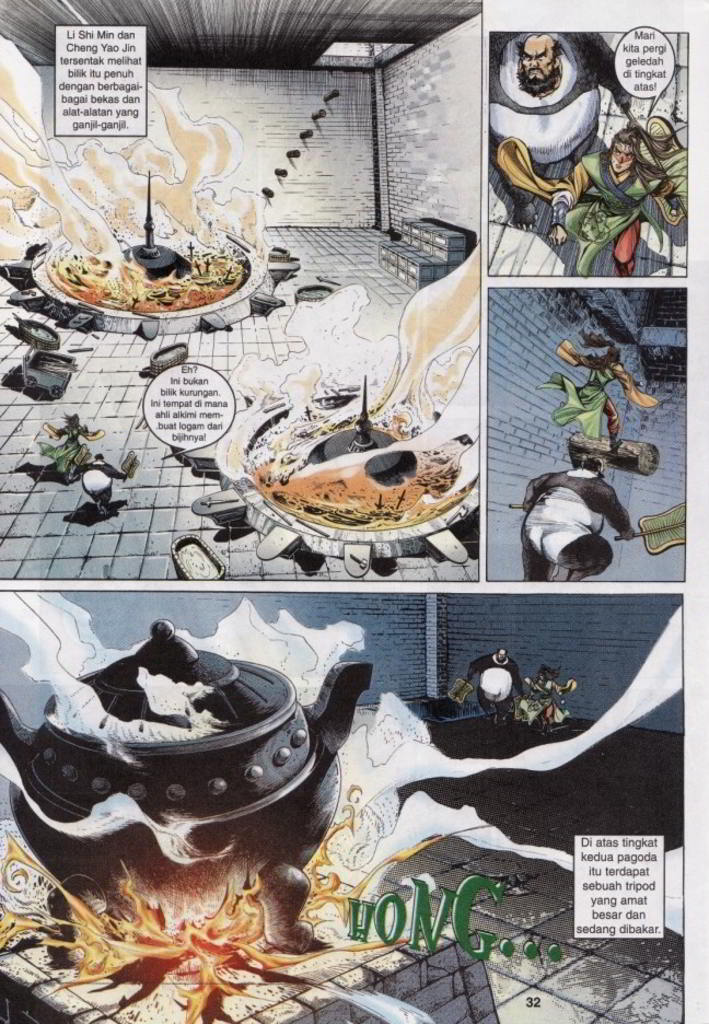 Li Shi Min dan
Cheng Yao Jin
tersentak melihat
bilik itu penuh
dengan berbagai-
bagai bekas dan
alat-alatan yang
ganjil-ganjil.
Eh?
Ini bukan
bilik kurungan.
Ini tempat di mana
ahli alkimi mem-
.buat logam dari
bijihnya!
Mari
kita pergi
geledah
di tingkat
atas!
Di atas tingkat
kedua pagoda
itu terdapat
sebuah tripod
yang amat
besar dan
sedang dibakar.
HONG...
32